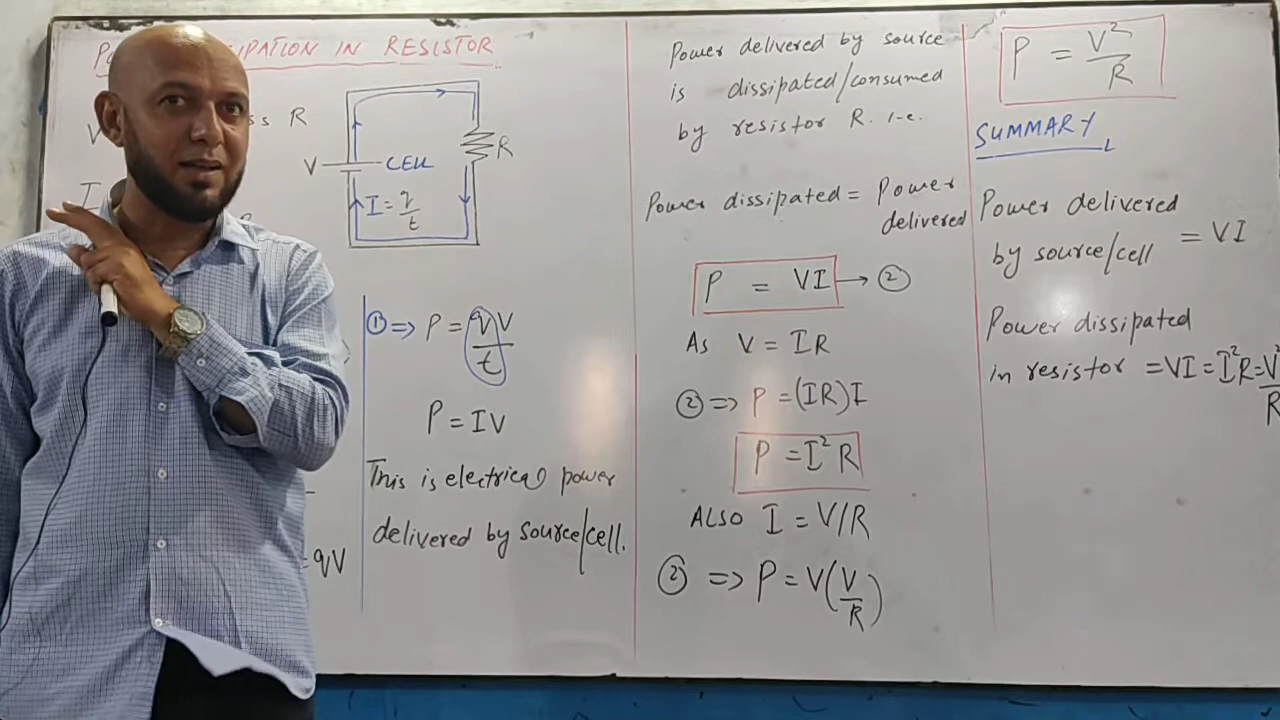 IN RESISTOR
R
V
V
CELL
R
I = q/t
I
= qV
① => P = qV/t
P = IV
This is electrical power
delivered by source/cell.
Power delivered by source
is dissipated/consumed
by resistor R. i-e.
Power dissipated = Power
delivered
P = VI → ②
As V = IR
② => P = (IR)I
P = I²R
ALSO I = V/R
② => P = V(V/R)
P = V²/R
SUMMARY
Power delivered
by source/cell = VI
Power dissipated
in resistor = VI = I²R = V²/R